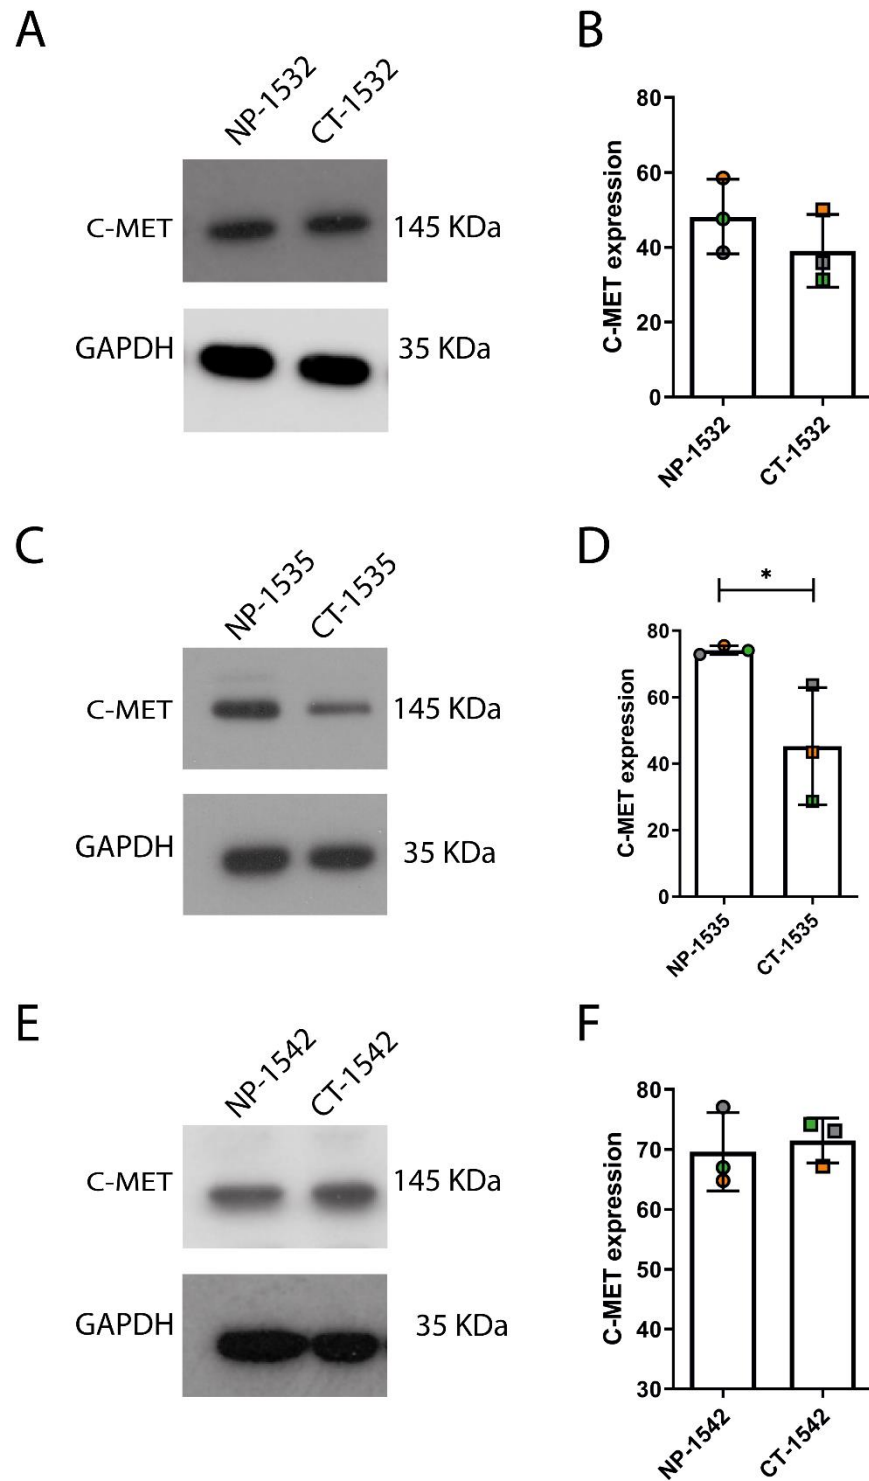 A
NP-1532
CT-1532
C-MET
145 KDa
GAPDH
35 KDa
B
C-MET expression
80
60
40
20
0
NP-1532
CT-1532
C
NP-1535
CT-1535
C-MET
145 KDa
GAPDH
35 KDa
D
*
C-MET expression
80
60
40
20
0
NP-1535
CT-1535
E
NP-1542
CT-1542
C-MET
145 KDa
GAPDH
35 KDa
F
C-MET expression
80
70
60
50
40
30
NP-1542
CT-1542